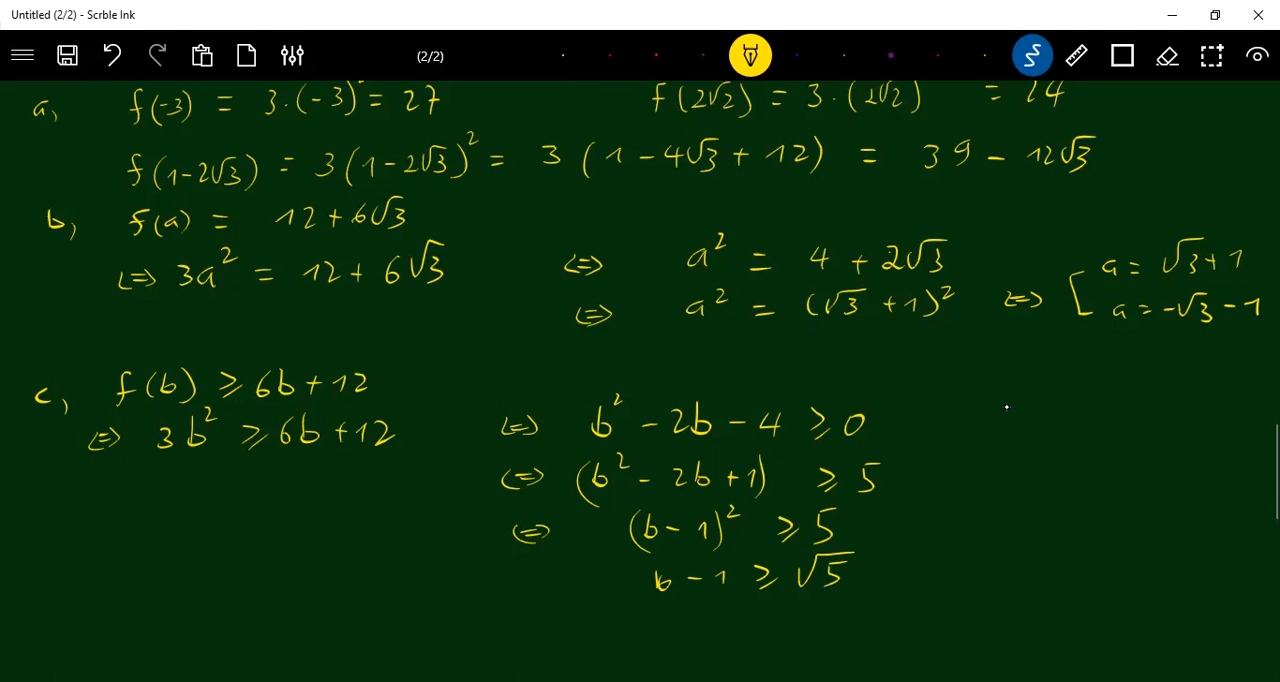 Untitled (2/2) - Scrble Ink
(2/2)
a, f(-3) = 3·(-3)² = 27 f(2√2) = 3·(2√2) = 24
f(1-2√3) = 3(1-2√3)² = 3(1-4√3+12) = 39-12√3
b, f(a) = 12+6√3
⇔ 3a² = 12+6√3 ⇔ a² = 4+2√3
⇔ a² = (√3+1)² ⇔ [ a = √3+1
a = -√3-1
c, f(b) ⩾ 6b+12
⇔ 3b² ⩾ 6b+12 ⇔ b²-2b-4 ⩾ 0
⇔ (b²-2b+1) ⩾ 5
⇔ (b-1)² ⩾ 5
b-1 ⩾ √5